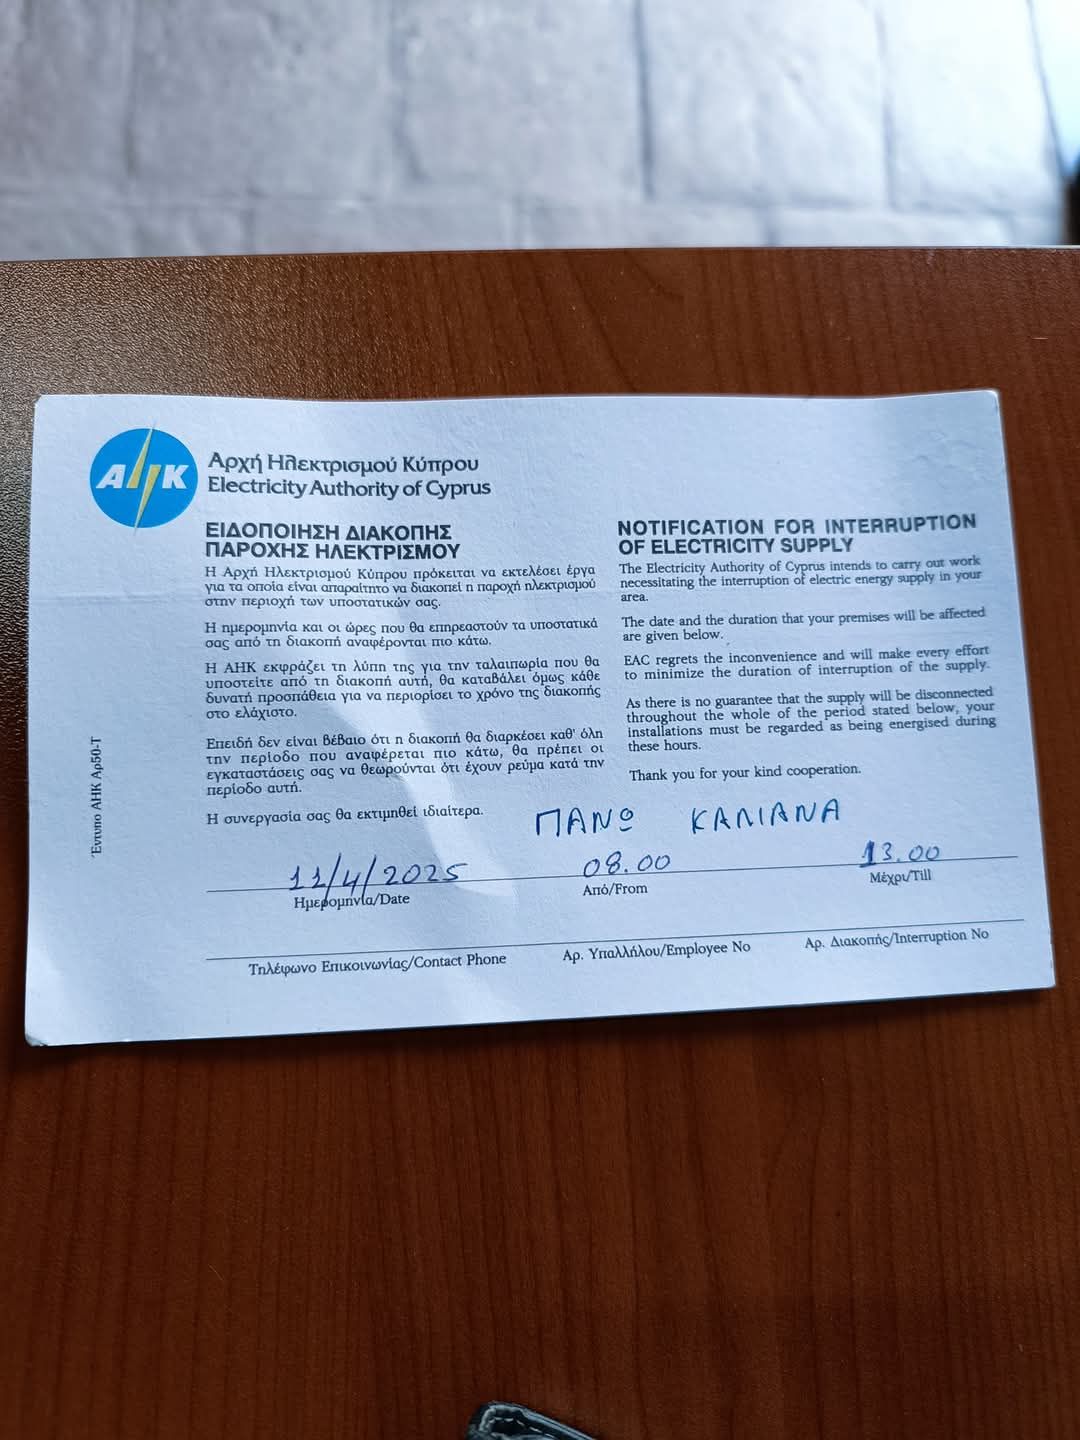 ΑΗΚ
Αρχή Ηλεκτρισμού Κύπρου
Electricity Authority of Cyprus
ΕΙΔΟΠΟΙΗΣΗ ΔΙΑΚΟΠΗΣ
ΠΑΡΟΧΗΣ ΗΛΕΚΤΡΙΣΜΟΥ
Η Αρχή Ηλεκτρισμού Κύπρου πρόκειται να εκτελέσει έργα
για τα οποία είναι απαραίτητο να διακοπεί η παροχή ηλεκτρισμού
στην περιοχή των υποστατικών σας.
Η ημερομηνία και οι ώρες που θα επηρεαστούν τα υποστατικά
σας από τη διακοπή αναφέρονται πιο κάτω.
Η ΑΗΚ εκφράζει τη λύπη της για την ταλαιπωρία που θα
υποστείτε από τη διακοπή αυτή, θα καταβάλει όμως κάθε
δυνατή προσπάθεια για να περιορίσει το χρόνο της διακοπής
στο ελάχιστο.
Επειδή δεν είναι βέβαιο ότι η διακοπή θα διαρκέσει καθ' όλη
την περίοδο που αναφέρεται πιο κάτω, θα πρέπει οι
εγκαταστάσεις σας να θεωρούνται ότι έχουν ρεύμα κατά την
περίοδο αυτή.
Η συνεργασία σας θα εκτιμηθεί ιδιαίτερα.
NOTIFICATION FOR INTERRUPTION
OF ELECTRICITY SUPPLY
The Electricity Authority of Cyprus intends to carry out work
necessitating the interruption of electric energy supply in your
area.
The date and the duration that your premises will be affected
are given below.
EAC regrets the inconvenience and will make every effort
to minimize the duration of interruption of the supply.
As there is no guarantee that the supply will be disconnected
throughout the whole of the period stated below, your
installations must be regarded as being energised during
these hours.
Thank you for your kind cooperation.
ΠΑΝΩ ΚΑΛΙΑΝΑ
11/4/2025 08.00 13.00
Ημερομηνία/Date Από/From Μέχρι/Till
Τηλέφωνο Επικοινωνίας/Contact Phone Αρ. Υπαλλήλου/Employee No Αρ. Διακοπής/Interruption No
Έντυπο ΑΗΚ Αρ50-Τ